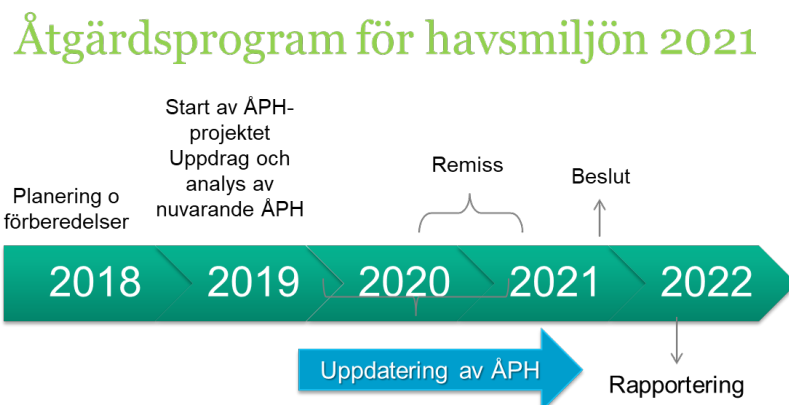 Åtgärdsprogram för havsmiljön 2021
Planering o
förberedelser
Start av ÅPH-
projektet
Uppdrag och
analys av
nuvarande ÅPH
Remiss
Beslut
2018
2019
2020
2021
2022
Uppdatering av ÅPH
Rapportering